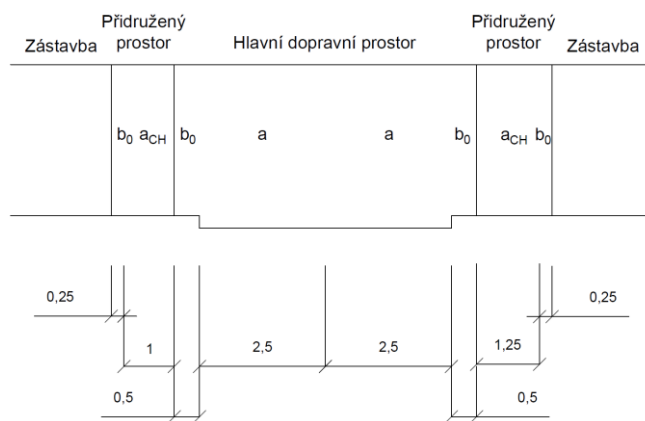 Zástavba
Přidružený
prostor
Hlavní dopravní prostor
Přidružený
prostor
Zástavba
b0 aCH b0 a a b0 aCH b0
0,25 0,25
1 2,5 2,5 1,25
0,5 0,5